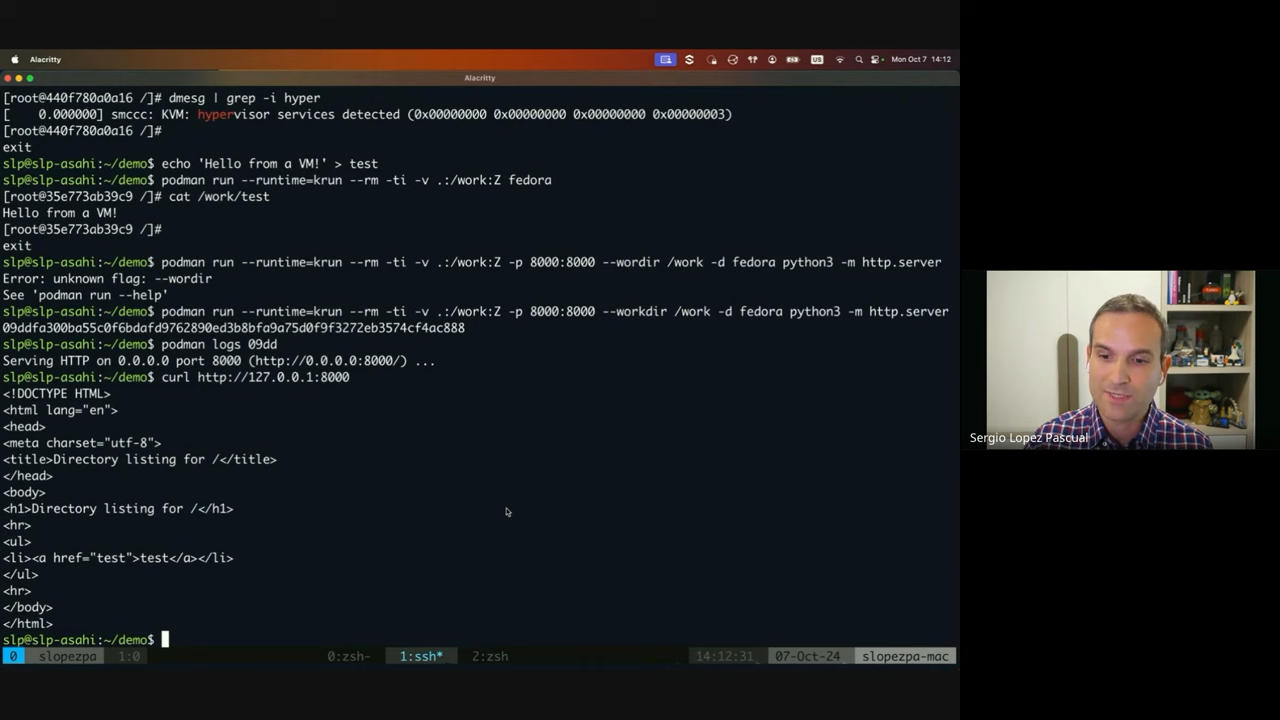 Alacritty
US
Mon Oct 7 14:12
Alacritty
[root@440f780a0a16 /]# dmesg | grep -i hyper
[    0.000000] smccc: KVM: hypervisor services detected (0x00000000 0x00000000 0x00000000 0x00000003)
[root@440f780a0a16 /]#
exit
slp@slp-asahi:~/demo$ echo 'Hello from a VM!' > test
slp@slp-asahi:~/demo$ podman run --runtime=krun --rm -ti -v .:/work:Z fedora
[root@35e773ab39c9 /]# cat /work/test
Hello from a VM!
[root@35e773ab39c9 /]#
exit
slp@slp-asahi:~/demo$ podman run --runtime=krun --rm -ti -v .:/work:Z -p 8000:8000 --wordir /work -d fedora python3 -m http.server
Error: unknown flag: --wordir
See 'podman run --help'
slp@slp-asahi:~/demo$ podman run --runtime=krun --rm -ti -v .:/work:Z -p 8000:8000 --workdir /work -d fedora python3 -m http.server
09ddfa300ba55c0f6bdafd9762890ed3b8bfa9a75d0f9f3272eb3574cf4ac888
slp@slp-asahi:~/demo$ podman logs 09dd
Serving HTTP on 0.0.0.0 port 8000 (http://0.0.0.0:8000/) ...
slp@slp-asahi:~/demo$ curl http://127.0.0.1:8000
<!DOCTYPE HTML>
<html lang="en">
<head>
<meta charset="utf-8">
<title>Directory listing for /</title>
</head>
<body>
<h1>Directory listing for /</h1>
<hr>
<ul>
<li><a href="test">test</a></li>
</ul>
<hr>
</body>
</html>
slp@slp-asahi:~/demo$
0 slopezpa 1:0 0:zsh- 1:ssh* 2:zsh 14:12:31 07-Oct-24 slopezpa-mac
Sergio Lopez Pascual